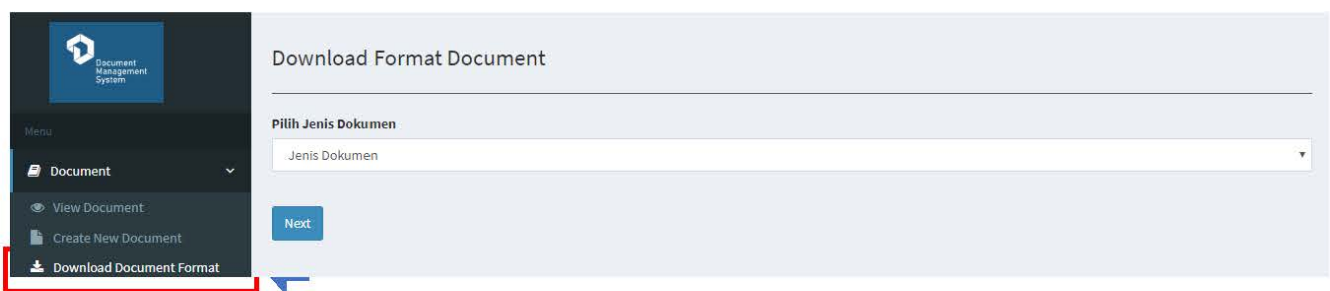 Document
Management
System
Menu
Document
View Document
Create New Document
Download Document Format
Download Format Document
Pilih Jenis Dokumen
Jenis Dokumen
Next